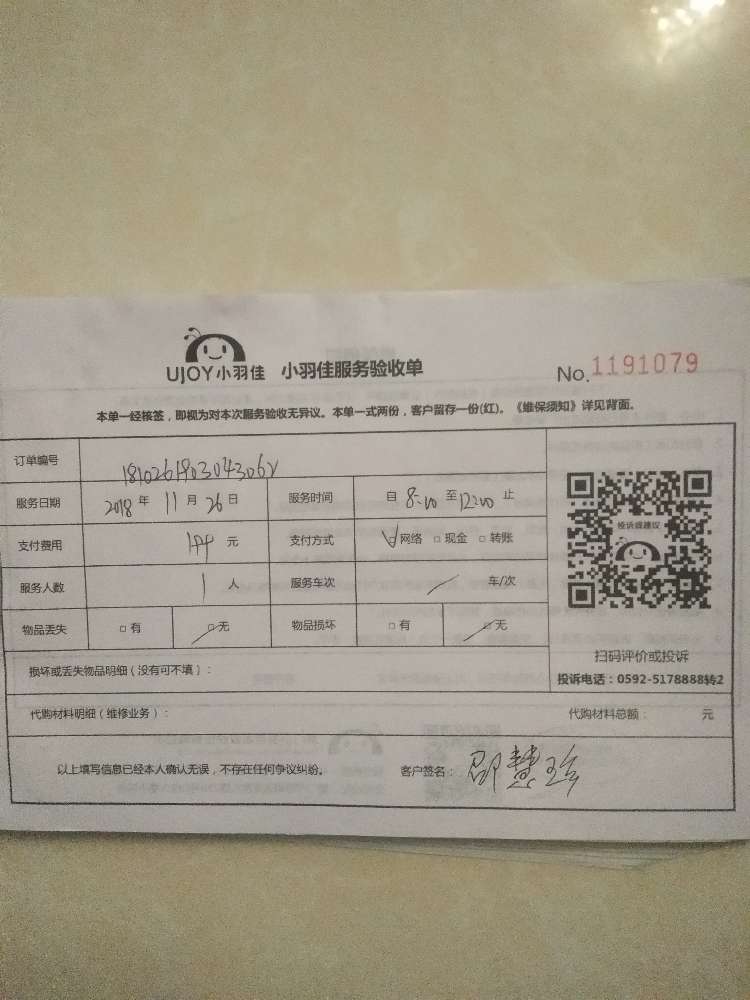 UJOY小羽佳 小羽佳服务验收单 No.1191079
本单一经核签，即视为对本次服务验收无异议。本单一式两份，客户留存一份(红)。《维保须知》详见背面。
订单编号
服务日期 2018 年 11 月 26 日 服务时间 自 8:00 至 12:00 止
支付费用 144 元 支付方式 网络 现金 转账
投诉或建议
服务人数 1 人 服务车次 车/次
物品丢失 有 无 物品损坏 有 无
扫码评价或投诉
损坏或丢失物品明细（没有可不填）：
投诉电话：0592-5178888转2
代购材料明细（维修业务）： 代购材料总额： 元
以上填写信息已经本人确认无误，不存在任何争议纠纷。 客户签名：